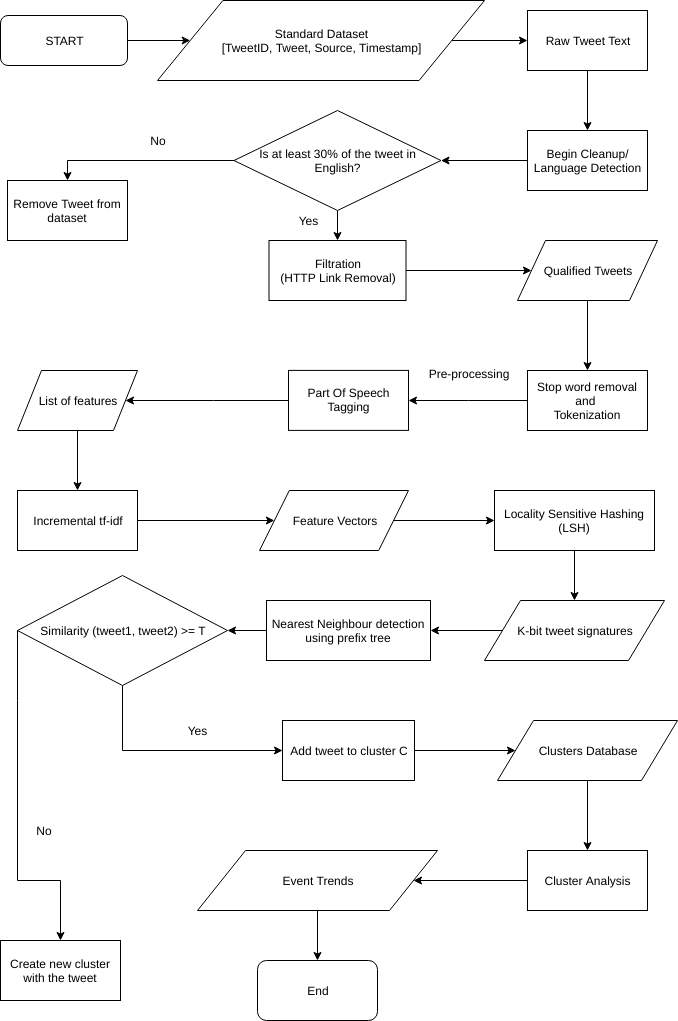 START
Standard Dataset
[TweetID, Tweet, Source, Timestamp]
Raw Tweet Text
Begin Cleanup/
Language Detection
Is at least 30% of the tweet in
English?
No
Remove Tweet from
dataset
Yes
Filtration
(HTTP Link Removal)
Qualified Tweets
Stop word removal
and
Tokenization
Pre-processing
Part Of Speech
Tagging
List of features
Incremental tf-idf
Feature Vectors
Locality Sensitive Hashing
(LSH)
K-bit tweet signatures
Nearest Neighbour detection
using prefix tree
Similarity (tweet1, tweet2) >= T
Yes
Add tweet to cluster C
Clusters Database
No
Cluster Analysis
Event Trends
Create new cluster
with the tweet
End